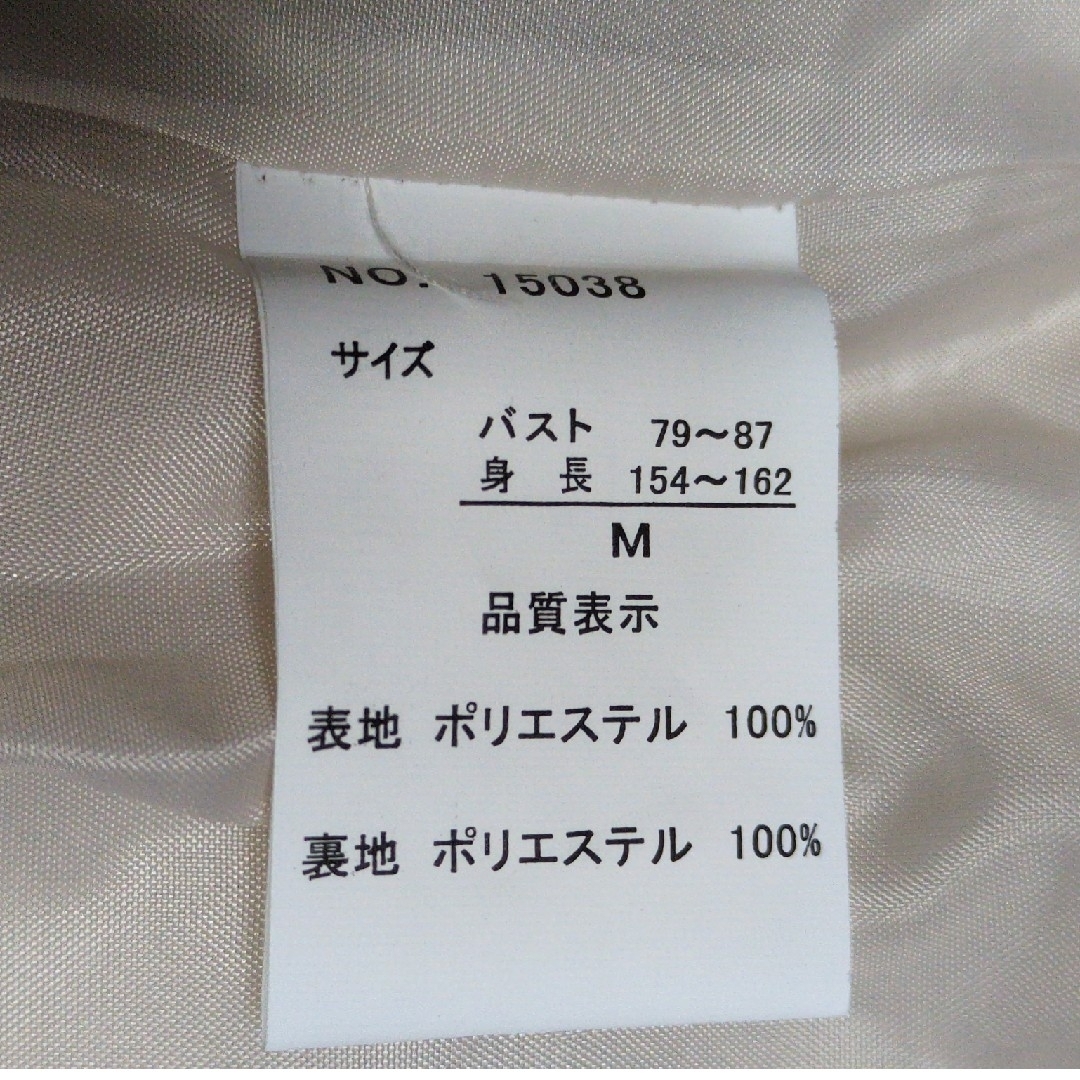 NO. 15038
サイズ
バスト 79〜87
身長 154〜162
M
品質表示
表地 ポリエステル 100%
裏地 ポリエステル 100%